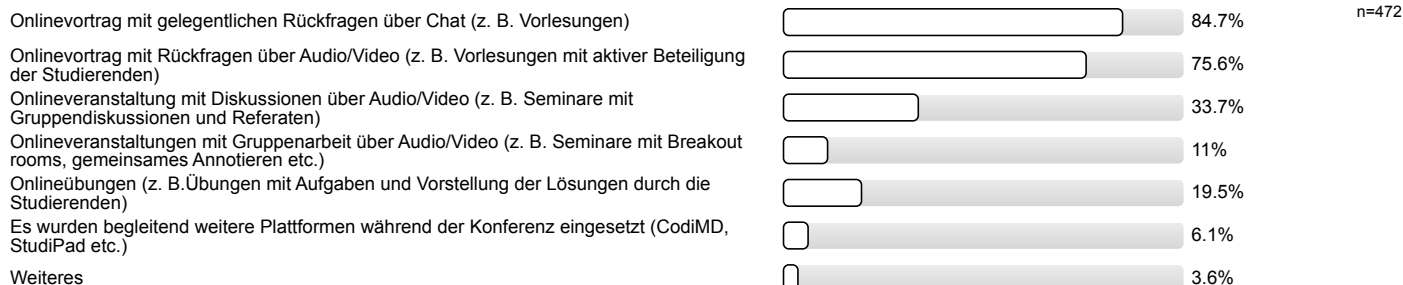 Onlinevortrag mit gelegentlichen Rückfragen über Chat (z. B. Vorlesungen) 84.7% n=472
Onlinevortrag mit Rückfragen über Audio/Video (z. B. Vorlesungen mit aktiver Beteiligung
der Studierenden) 75.6%
Onlineveranstaltung mit Diskussionen über Audio/Video (z. B. Seminare mit
Gruppendiskussionen und Referaten) 33.7%
Onlineveranstaltungen mit Gruppenarbeit über Audio/Video (z. B. Seminare mit Breakout
rooms, gemeinsames Annotieren etc.) 11%
Onlineübungen (z. B.Übungen mit Aufgaben und Vorstellung der Lösungen durch die
Studierenden) 19.5%
Es wurden begleitend weitere Plattformen während der Konferenz eingesetzt (CodiMD,
StudiPad etc.) 6.1%
Weiteres 3.6%